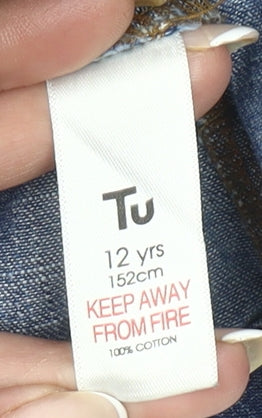 Tu
12 yrs
152cm
KEEP AWAY
FROM FIRE
100% COTTON